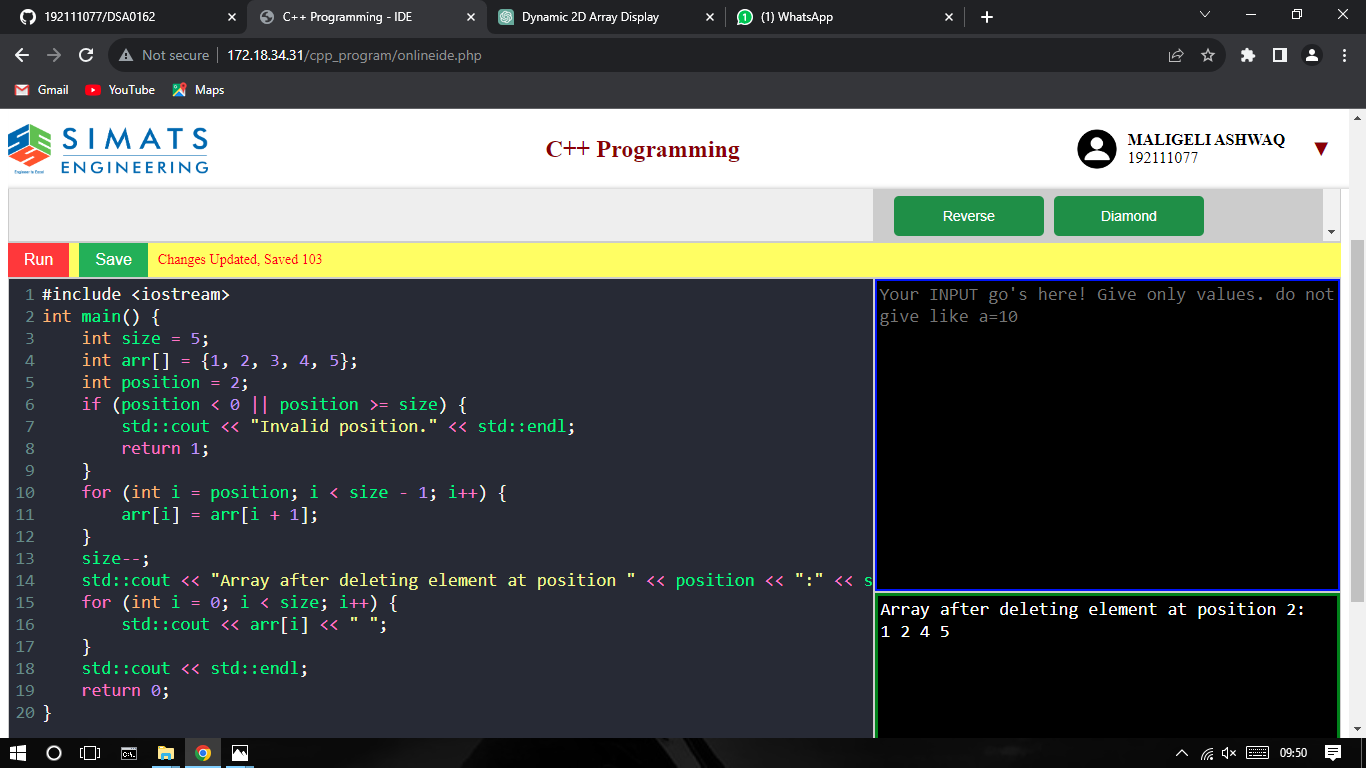 192111077/DSA0162
C++ Programming - IDE
Dynamic 2D Array Display
(1) WhatsApp
Not secure
172.18.34.31/cpp_program/onlineide.php
Gmail
YouTube
Maps
SIMATS
ENGINEERING
C++ Programming
MALIGELI ASHWAQ
192111077
Reverse
Diamond
Run
Save
Changes Updated, Saved 103
1 #include <iostream>
2 int main() {
3     int size = 5;
4     int arr[] = {1, 2, 3, 4, 5};
5     int position = 2;
6     if (position < 0 || position >= size) {
7         std::cout << "Invalid position." << std::endl;
8         return 1;
9     }
10     for (int i = position; i < size - 1; i++) {
11         arr[i] = arr[i + 1];
12     }
13     size--;
14     std::cout << "Array after deleting element at position " << position << ":" << s
15     for (int i = 0; i < size; i++) {
16         std::cout << arr[i] << " ";
17     }
18     std::cout << std::endl;
19     return 0;
20 }
Your INPUT go's here! Give only values. do not
give like a=10
Array after deleting element at position 2:
1 2 4 5
09:50